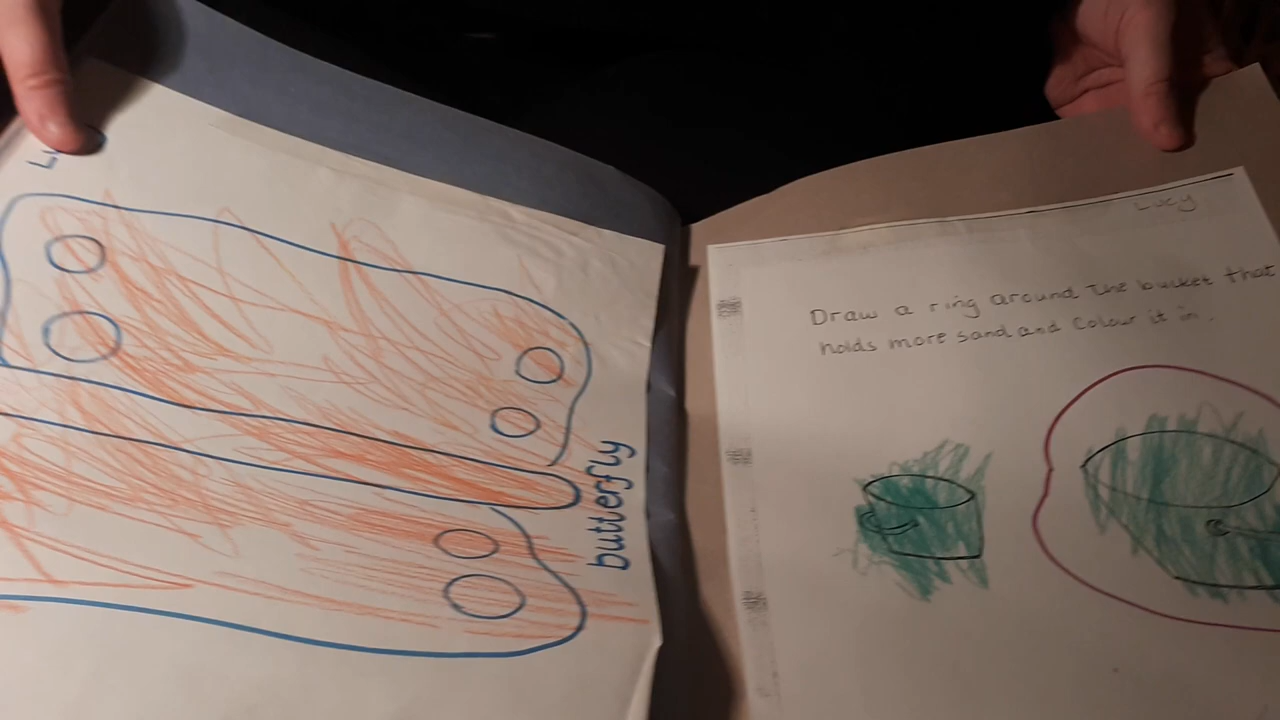 butterfly
Lucy
Draw a ring around the bucket that
holds more sand and Colour it in.